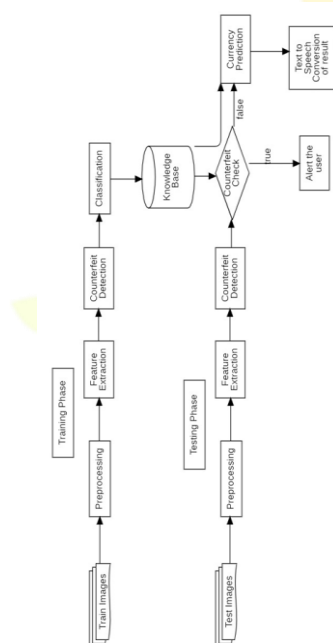 Training Phase
Train Images
Preprocessing
Feature
Extraction
Counterfeit
Detection
Classification
Knowledge
Base
Testing Phase
Test Images
Preprocessing
Feature
Extraction
Counterfeit
Detection
Counterfeit
Check
true
Alert the
user
false
Currency
Prediction
Text to
Speech
Conversion
of result